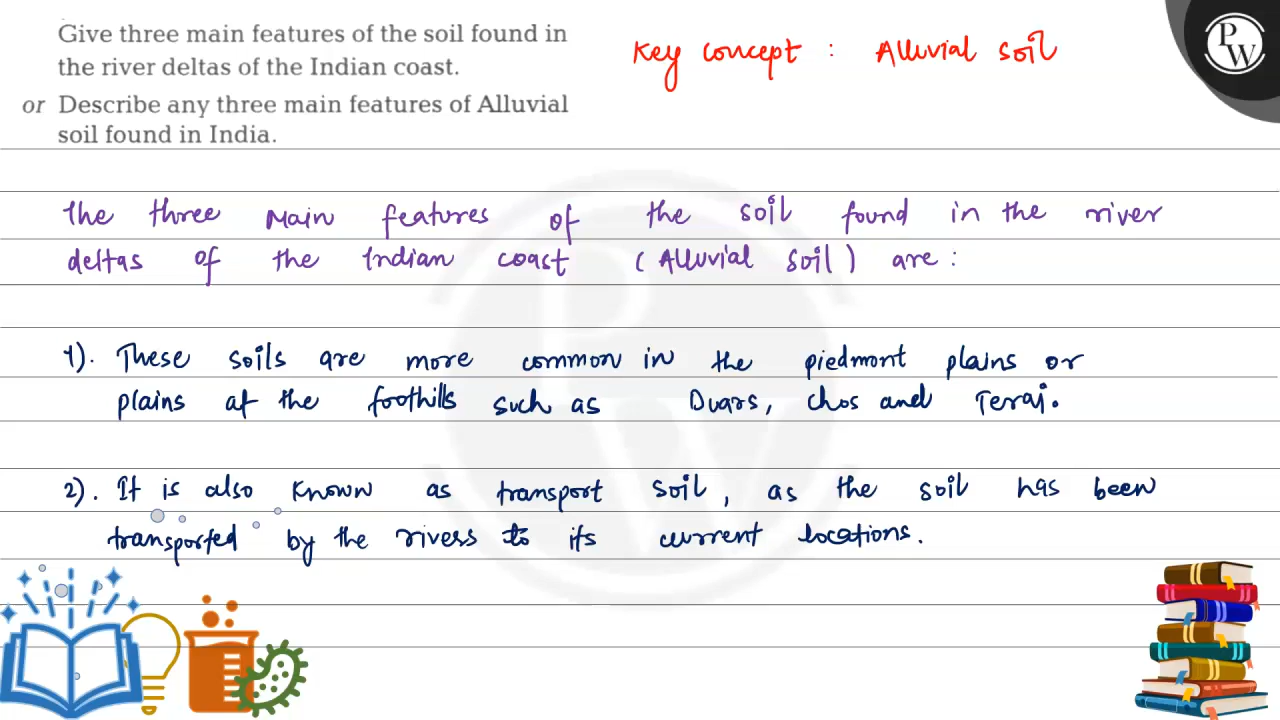 Give three main features of the soil found in
the river deltas of the Indian coast.
or Describe any three main features of Alluvial
soil found in India.
Key concept : Alluvial soil
PW
The three main features of the soil found in the river
deltas of the Indian coast (Alluvial soil) are :
1). These soils are more common in the piedmont plains or
plains at the foothills such as Duars, chos and Terai.
2). It is also known as transport soil, as the soil has been
transported by the rivers to its current locations.
PW